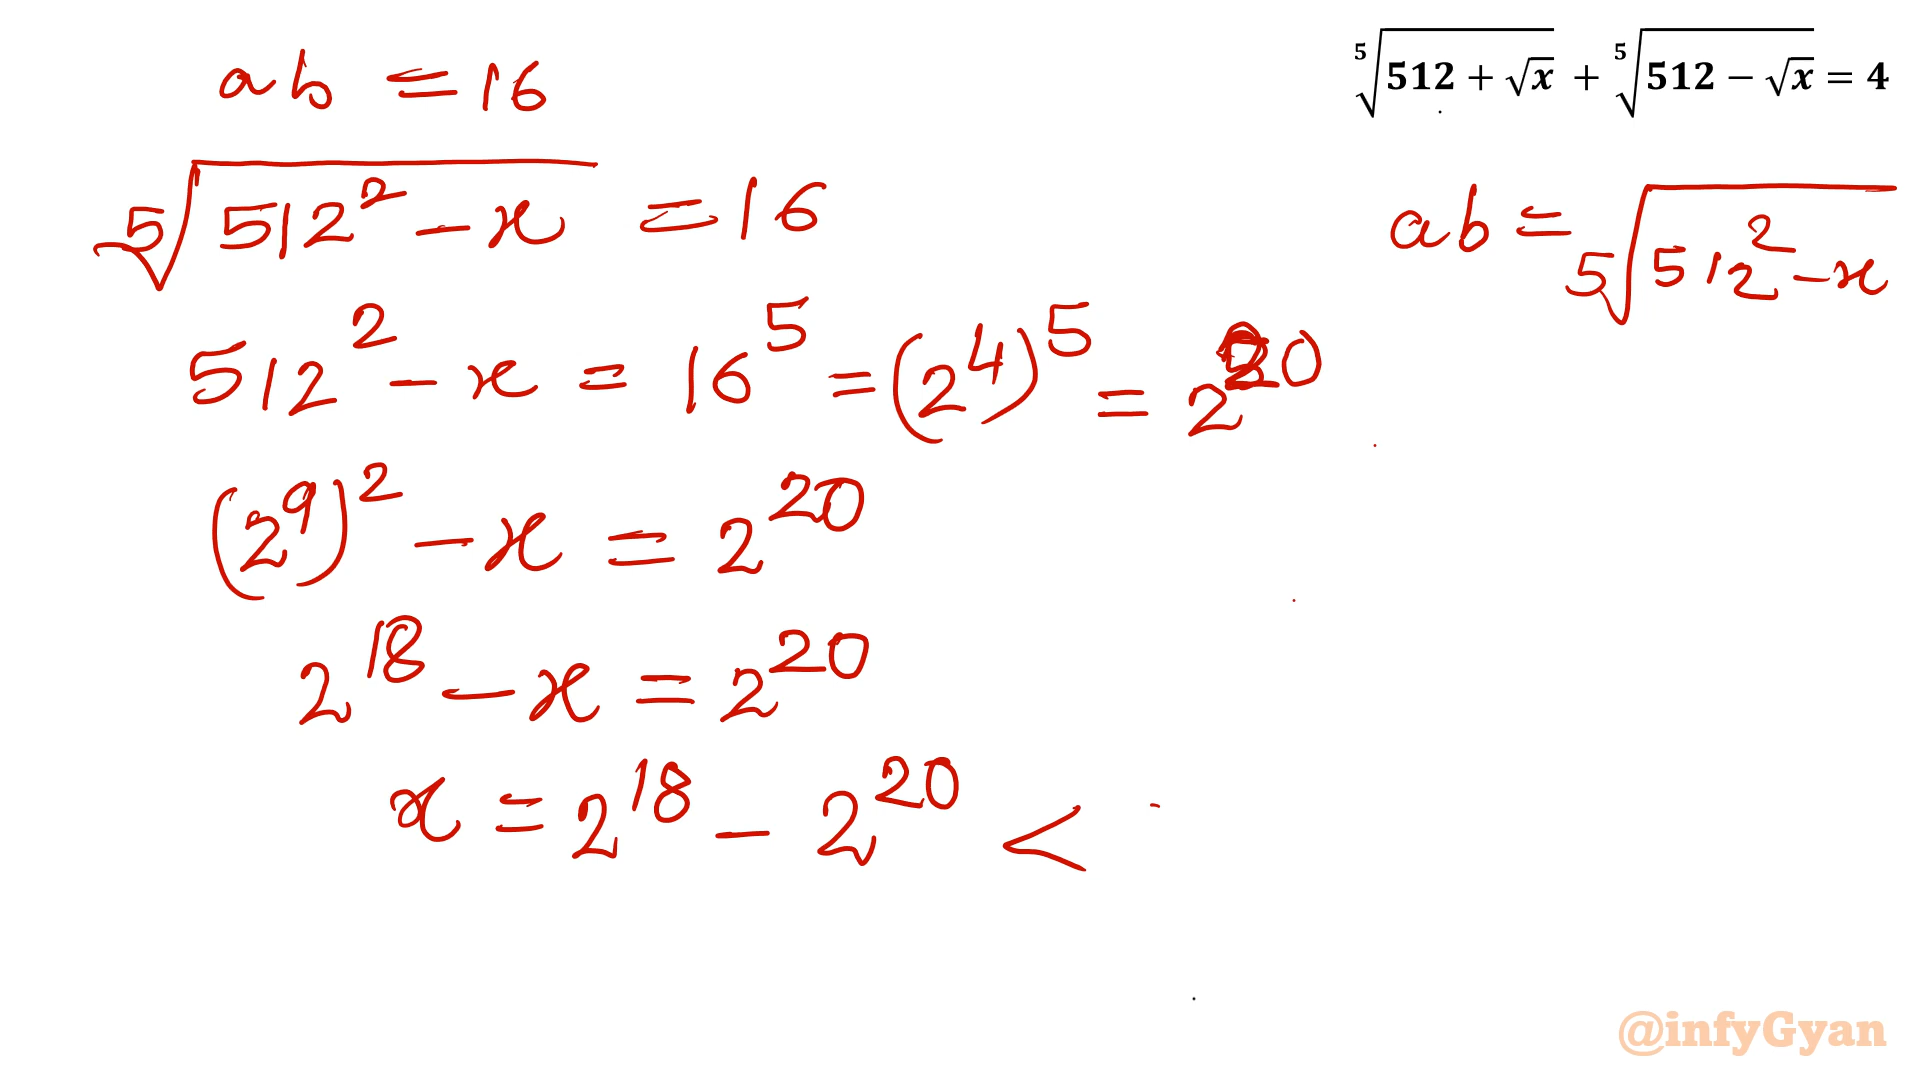 ab = 16
⁵√(512² - x) = 16
512² - x = 16⁵ = (2⁴)⁵ = 2²⁰
(2⁹)² - x = 2²⁰
2¹⁸ - x = 2²⁰
x = 2¹⁸ - 2²⁰ <
⁵√(512 + √x) + ⁵√(512 − √x) = 4
ab = ⁵√(512² - x)
@infyGyan